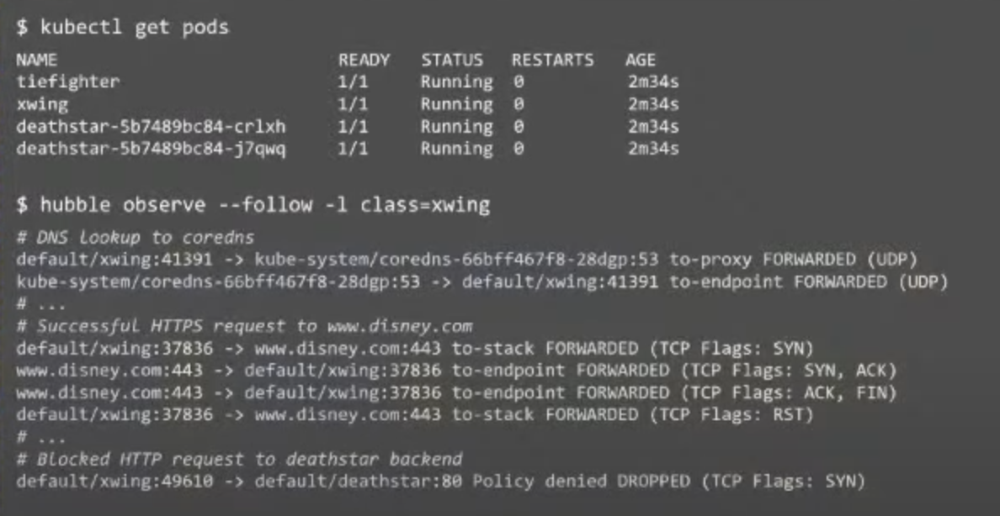 $ kubectl get pods
NAME READY STATUS RESTARTS AGE
tiefighter 1/1 Running 0 2m34s
xwing 1/1 Running 0 2m34s
deathstar-5b7489bc84-crlxh 1/1 Running 0 2m34s
deathstar-5b7489bc84-j7qwq 1/1 Running 0 2m34s
$ hubble observe --follow -l class=xwing
# DNS Lookup to coredns
default/xwing:41391 -> kube-system/coredns-66bff467f8-28dgp:53 to-proxy FORWARDED (UDP)
kube-system/coredns-66bff467f8-28dgp:53 -> default/xwing:41391 to-endpoint FORWARDED (UDP)
# ...
# Successful HTTPS request to www.disney.com
default/xwing:37836 -> www.disney.com:443 to-stack FORWARDED (TCP Flags: SYN)
www.disney.com:443 -> default/xwing:37836 to-endpoint FORWARDED (TCP Flags: SYN, ACK)
www.disney.com:443 -> default/xwing:37836 to-endpoint FORWARDED (TCP Flags: ACK, FIN)
default/xwing:37836 -> www.disney.com:443 to-stack FORWARDED (TCP Flags: RST)
# ...
# Blocked HTTP request to deathstar backend
default/xwing:49610 -> default/deathstar:80 Policy denied DROPPED (TCP Flags: SYN)